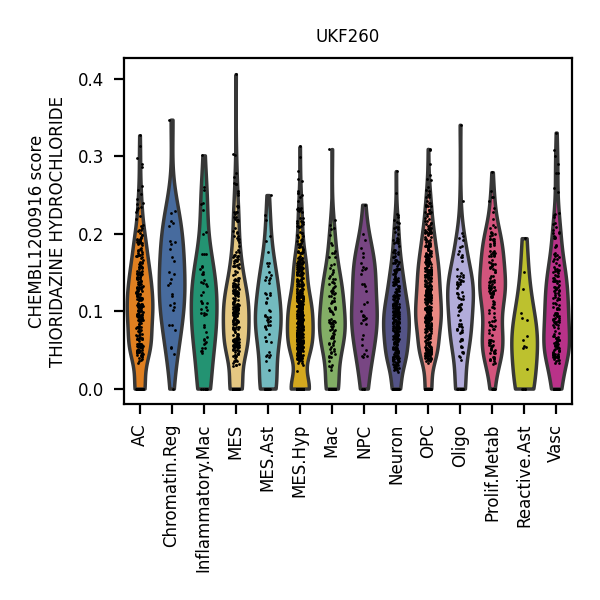 UKF260
CHEMBL1200916 score
THIORIDAZINE HYDROCHLORIDE
0.4
0.3
0.2
0.1
0.0
AC
Chromatin.Reg
Inflammatory.Mac
MES
MES.Ast
MES.Hyp
Mac
NPC
Neuron
OPC
Oligo
Prolif.Metab
Reactive.Ast
Vasc